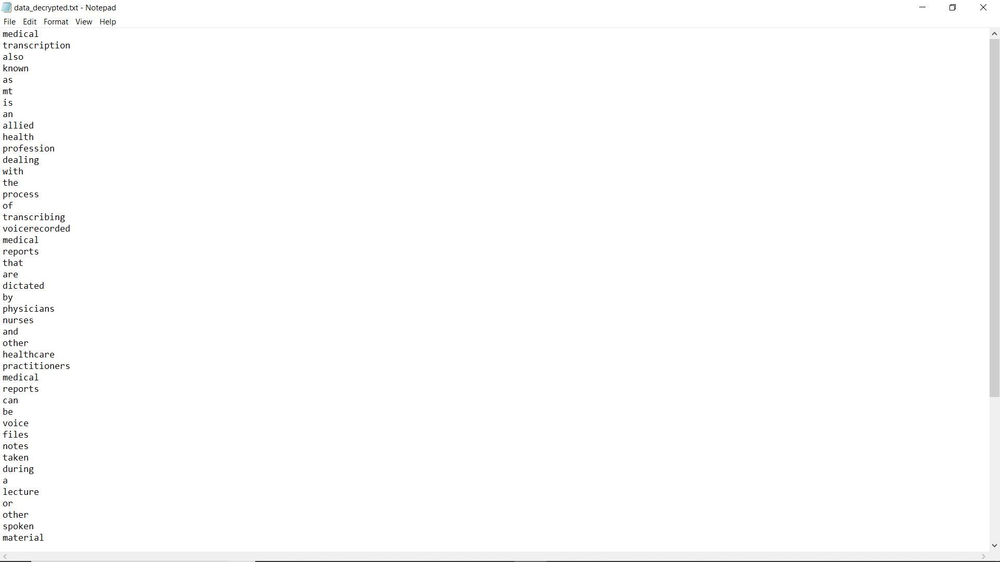 data_decrypted.txt - Notepad
File Edit Format View Help
medical
transcription
also
known
as
mt
is
an
allied
health
profession
dealing
with
the
process
of
transcribing
voicerecorded
medical
reports
that
are
dictated
by
physicians
nurses
and
other
healthcare
practitioners
medical
reports
can
be
voice
files
notes
taken
during
a
lecture
or
other
spoken
material